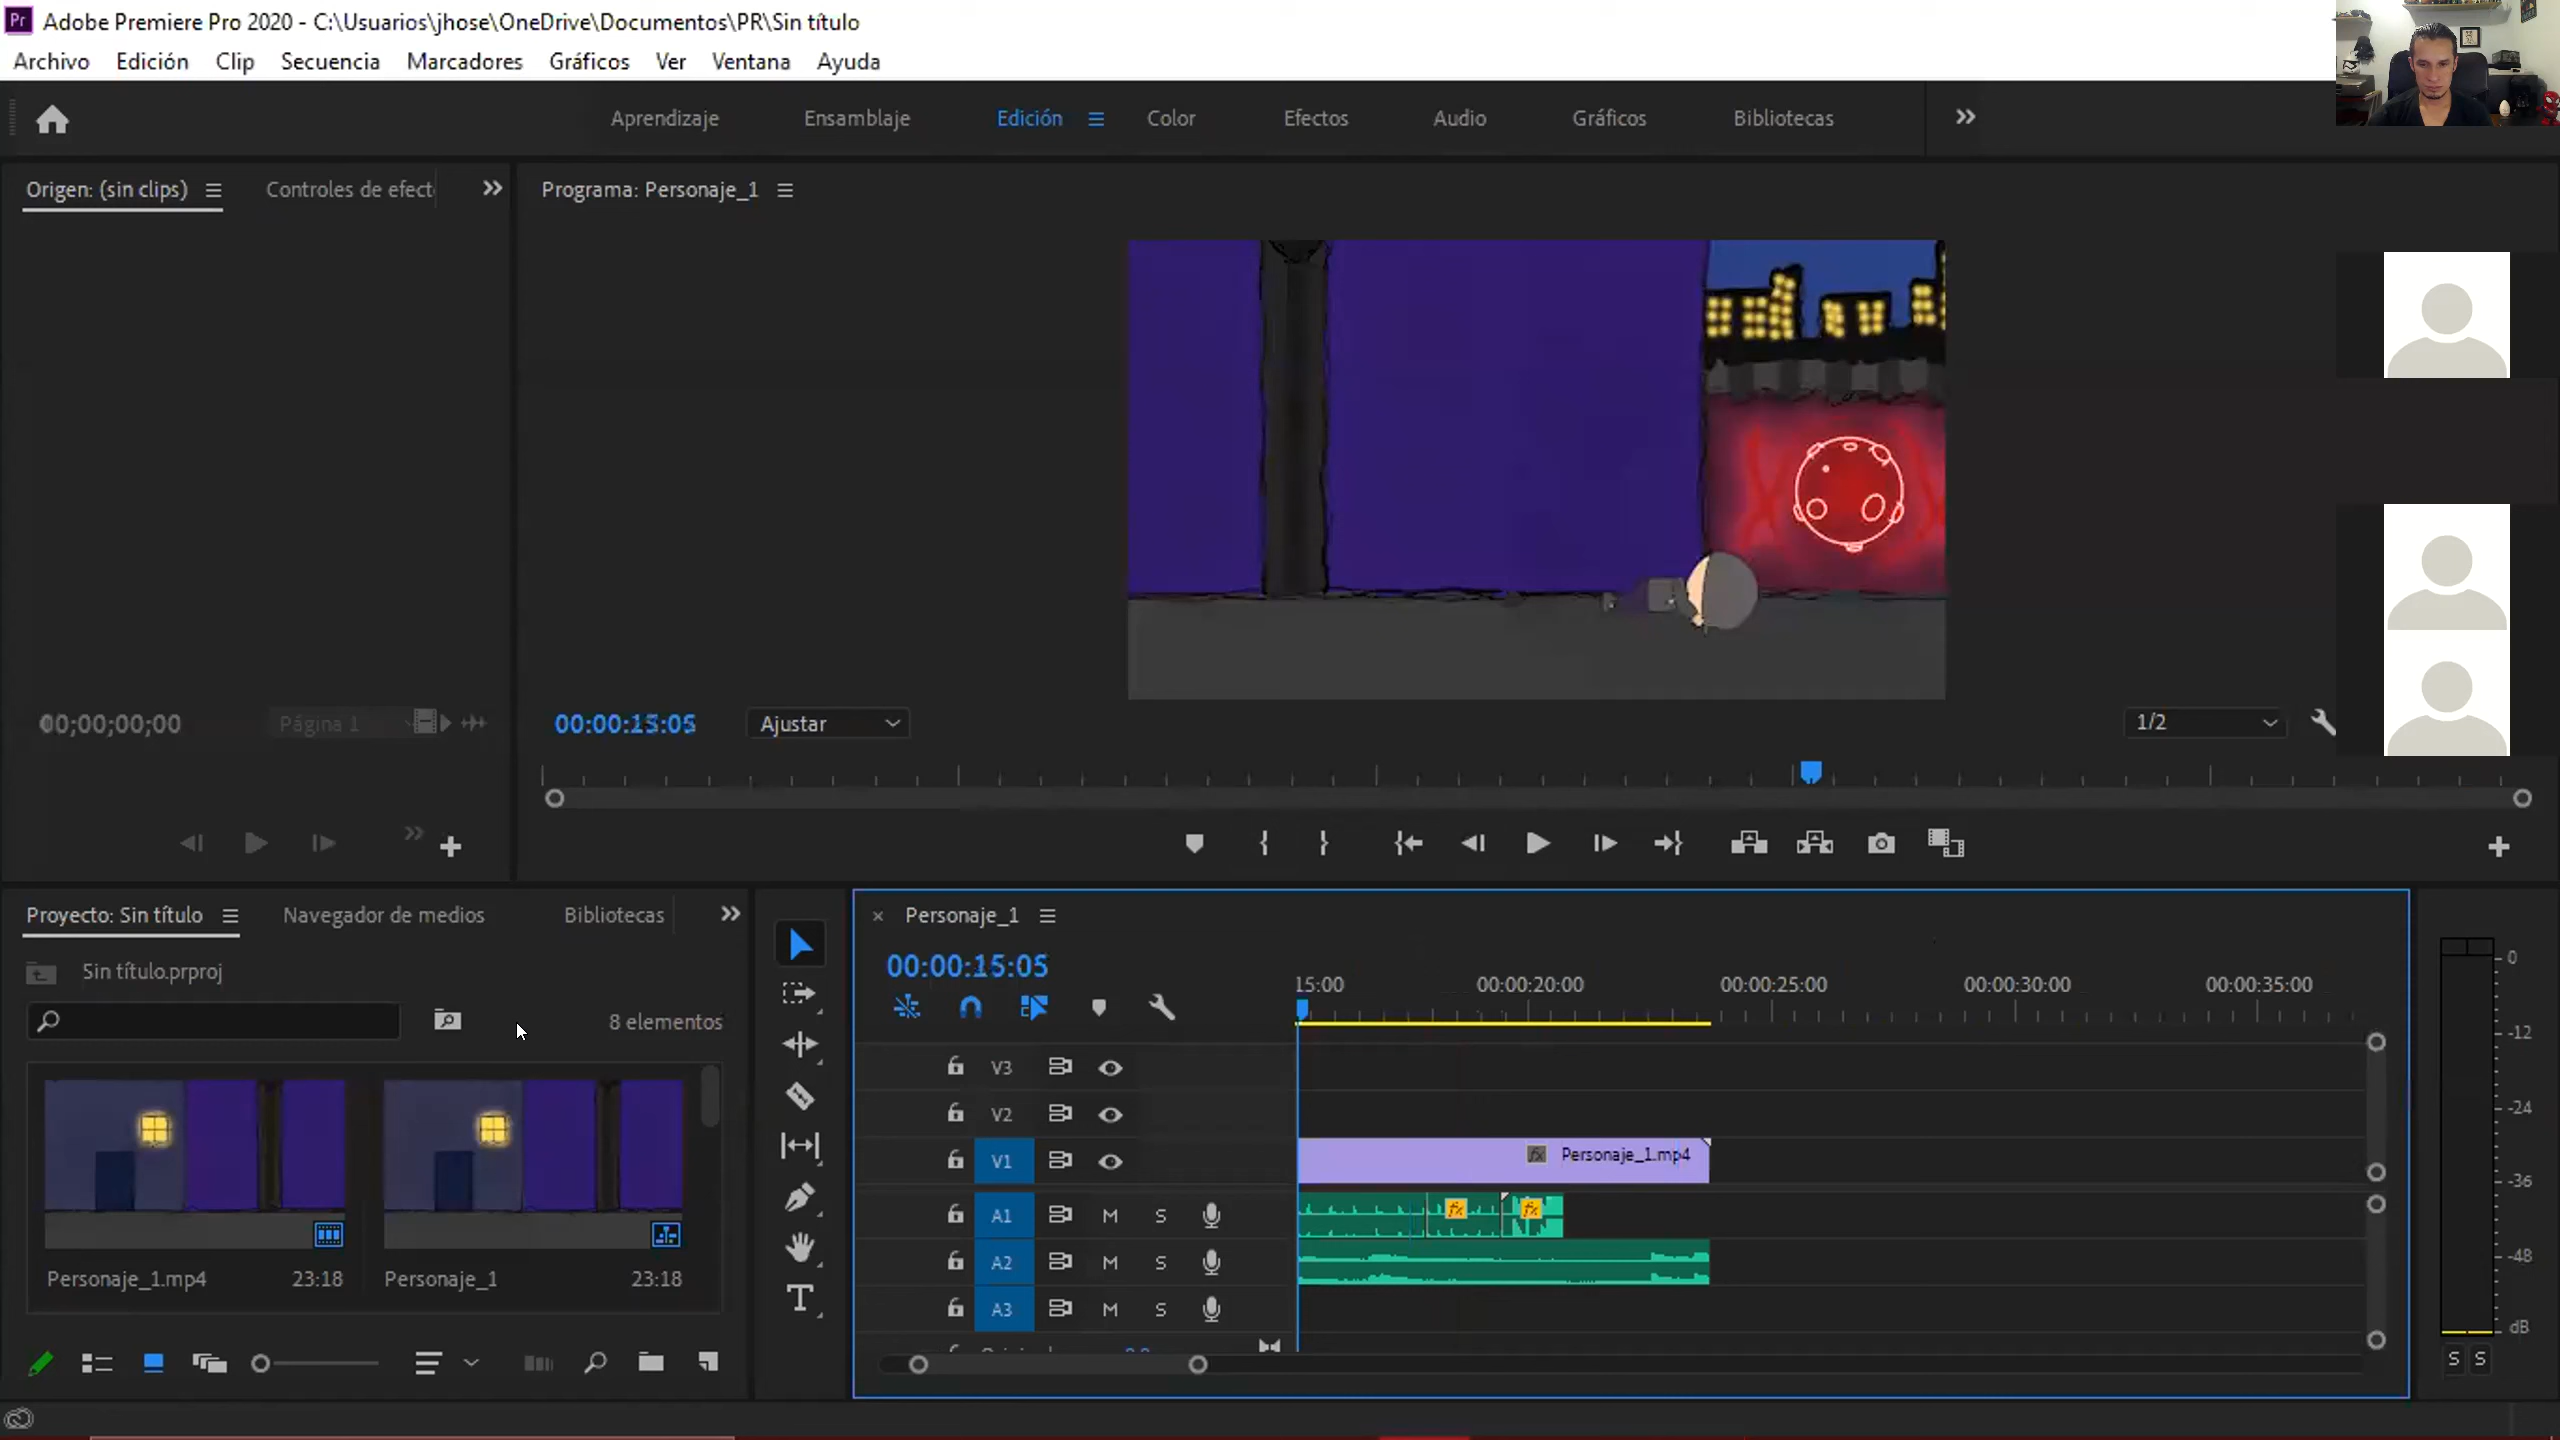 Adobe Premiere Pro 2020 - C:\Usuarios\jhose\OneDrive\Documentos\PR\Sin título
Archivo Edición Clip Secuencia Marcadores Gráficos Ver Ventana Ayuda
Aprendizaje Ensamblaje Edición Color Efectos Audio Gráficos Bibliotecas
Origen: (sin clips) Controles de efect
Programa: Personaje_1
00;00;00;00 Página 1
00:00:15:05 Ajustar 1/2
Proyecto: Sin título Navegador de medios Bibliotecas
Sin título.prproj
8 elementos
Personaje_1.mp4 23:18 Personaje_1 23:18
Personaje_1
00:00:15:05
15:00 00:00:20:00 00:00:25:00 00:00:30:00 00:00:35:00
V3
V2
V1 fx Personaje_1.mp4
A1 M S fx fx
A2 M S
A3 M S
0
-12
-24
-36
-48
dB
S S